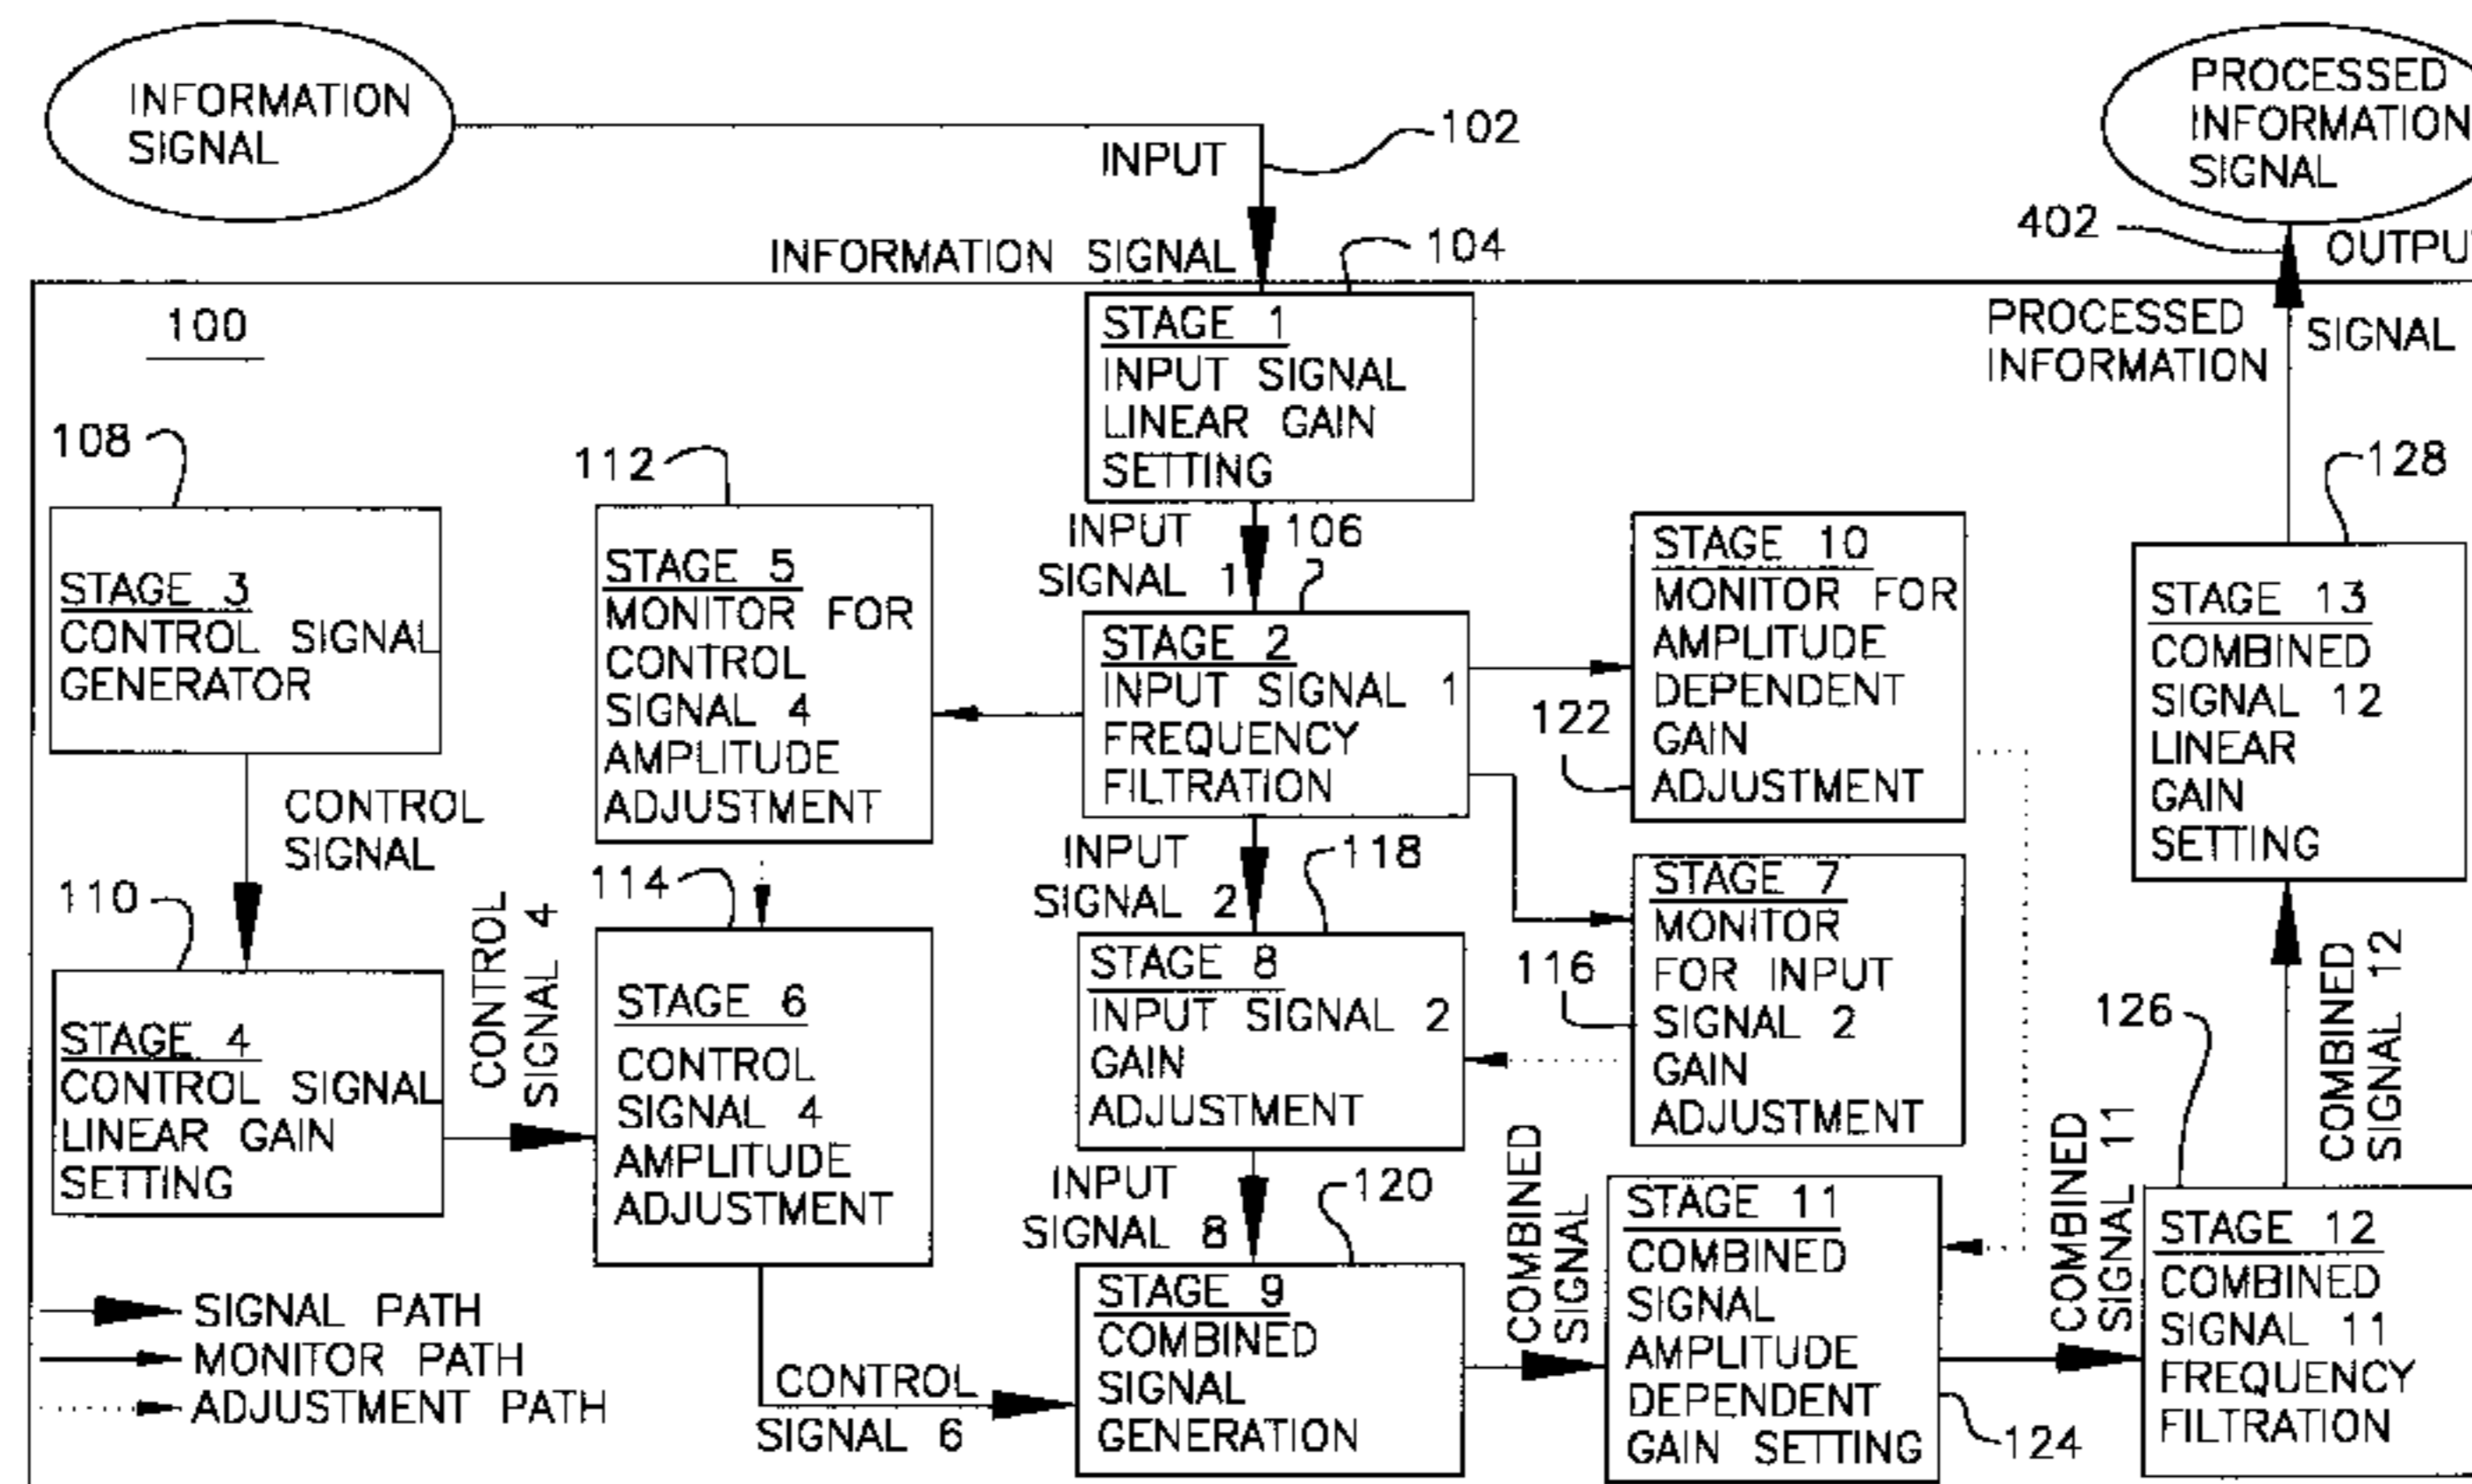 INFORMATION
SIGNAL
INPUT
102
INFORMATION SIGNAL
104
PROCESSED
INFORMATION
SIGNAL
402
OUTPUT
PROCESSED
INFORMATION
SIGNAL
100
STAGE 1
INPUT SIGNAL
LINEAR GAIN
SETTING
INPUT
SIGNAL 1
106
108
STAGE 3
CONTROL SIGNAL
GENERATOR
CONTROL
SIGNAL
110
STAGE 4
CONTROL SIGNAL
LINEAR GAIN
SETTING
CONTROL
SIGNAL 4
112
STAGE 5
MONITOR FOR
CONTROL
SIGNAL 4
AMPLITUDE
ADJUSTMENT
114
STAGE 6
CONTROL
SIGNAL 4
AMPLITUDE
ADJUSTMENT
CONTROL
SIGNAL 6
STAGE 2
INPUT SIGNAL 1
FREQUENCY
FILTRATION
INPUT
SIGNAL 2
118
STAGE 8
INPUT SIGNAL 2
GAIN
ADJUSTMENT
INPUT
SIGNAL 8
120
STAGE 9
COMBINED
SIGNAL
GENERATION
COMBINED
SIGNAL
STAGE 10
MONITOR FOR
AMPLITUDE
DEPENDENT
GAIN
ADJUSTMENT
122
STAGE 7
MONITOR
FOR INPUT
SIGNAL 2
GAIN
ADJUSTMENT
116
STAGE 11
COMBINED
SIGNAL
AMPLITUDE
DEPENDENT
GAIN SETTING
124
COMBINED
SIGNAL 11
126
STAGE 12
COMBINED
SIGNAL 11
FREQUENCY
FILTRATION
COMBINED
SIGNAL 12
128
STAGE 13
COMBINED
SIGNAL 12
LINEAR
GAIN
SETTING
SIGNAL PATH
MONITOR PATH
ADJUSTMENT PATH